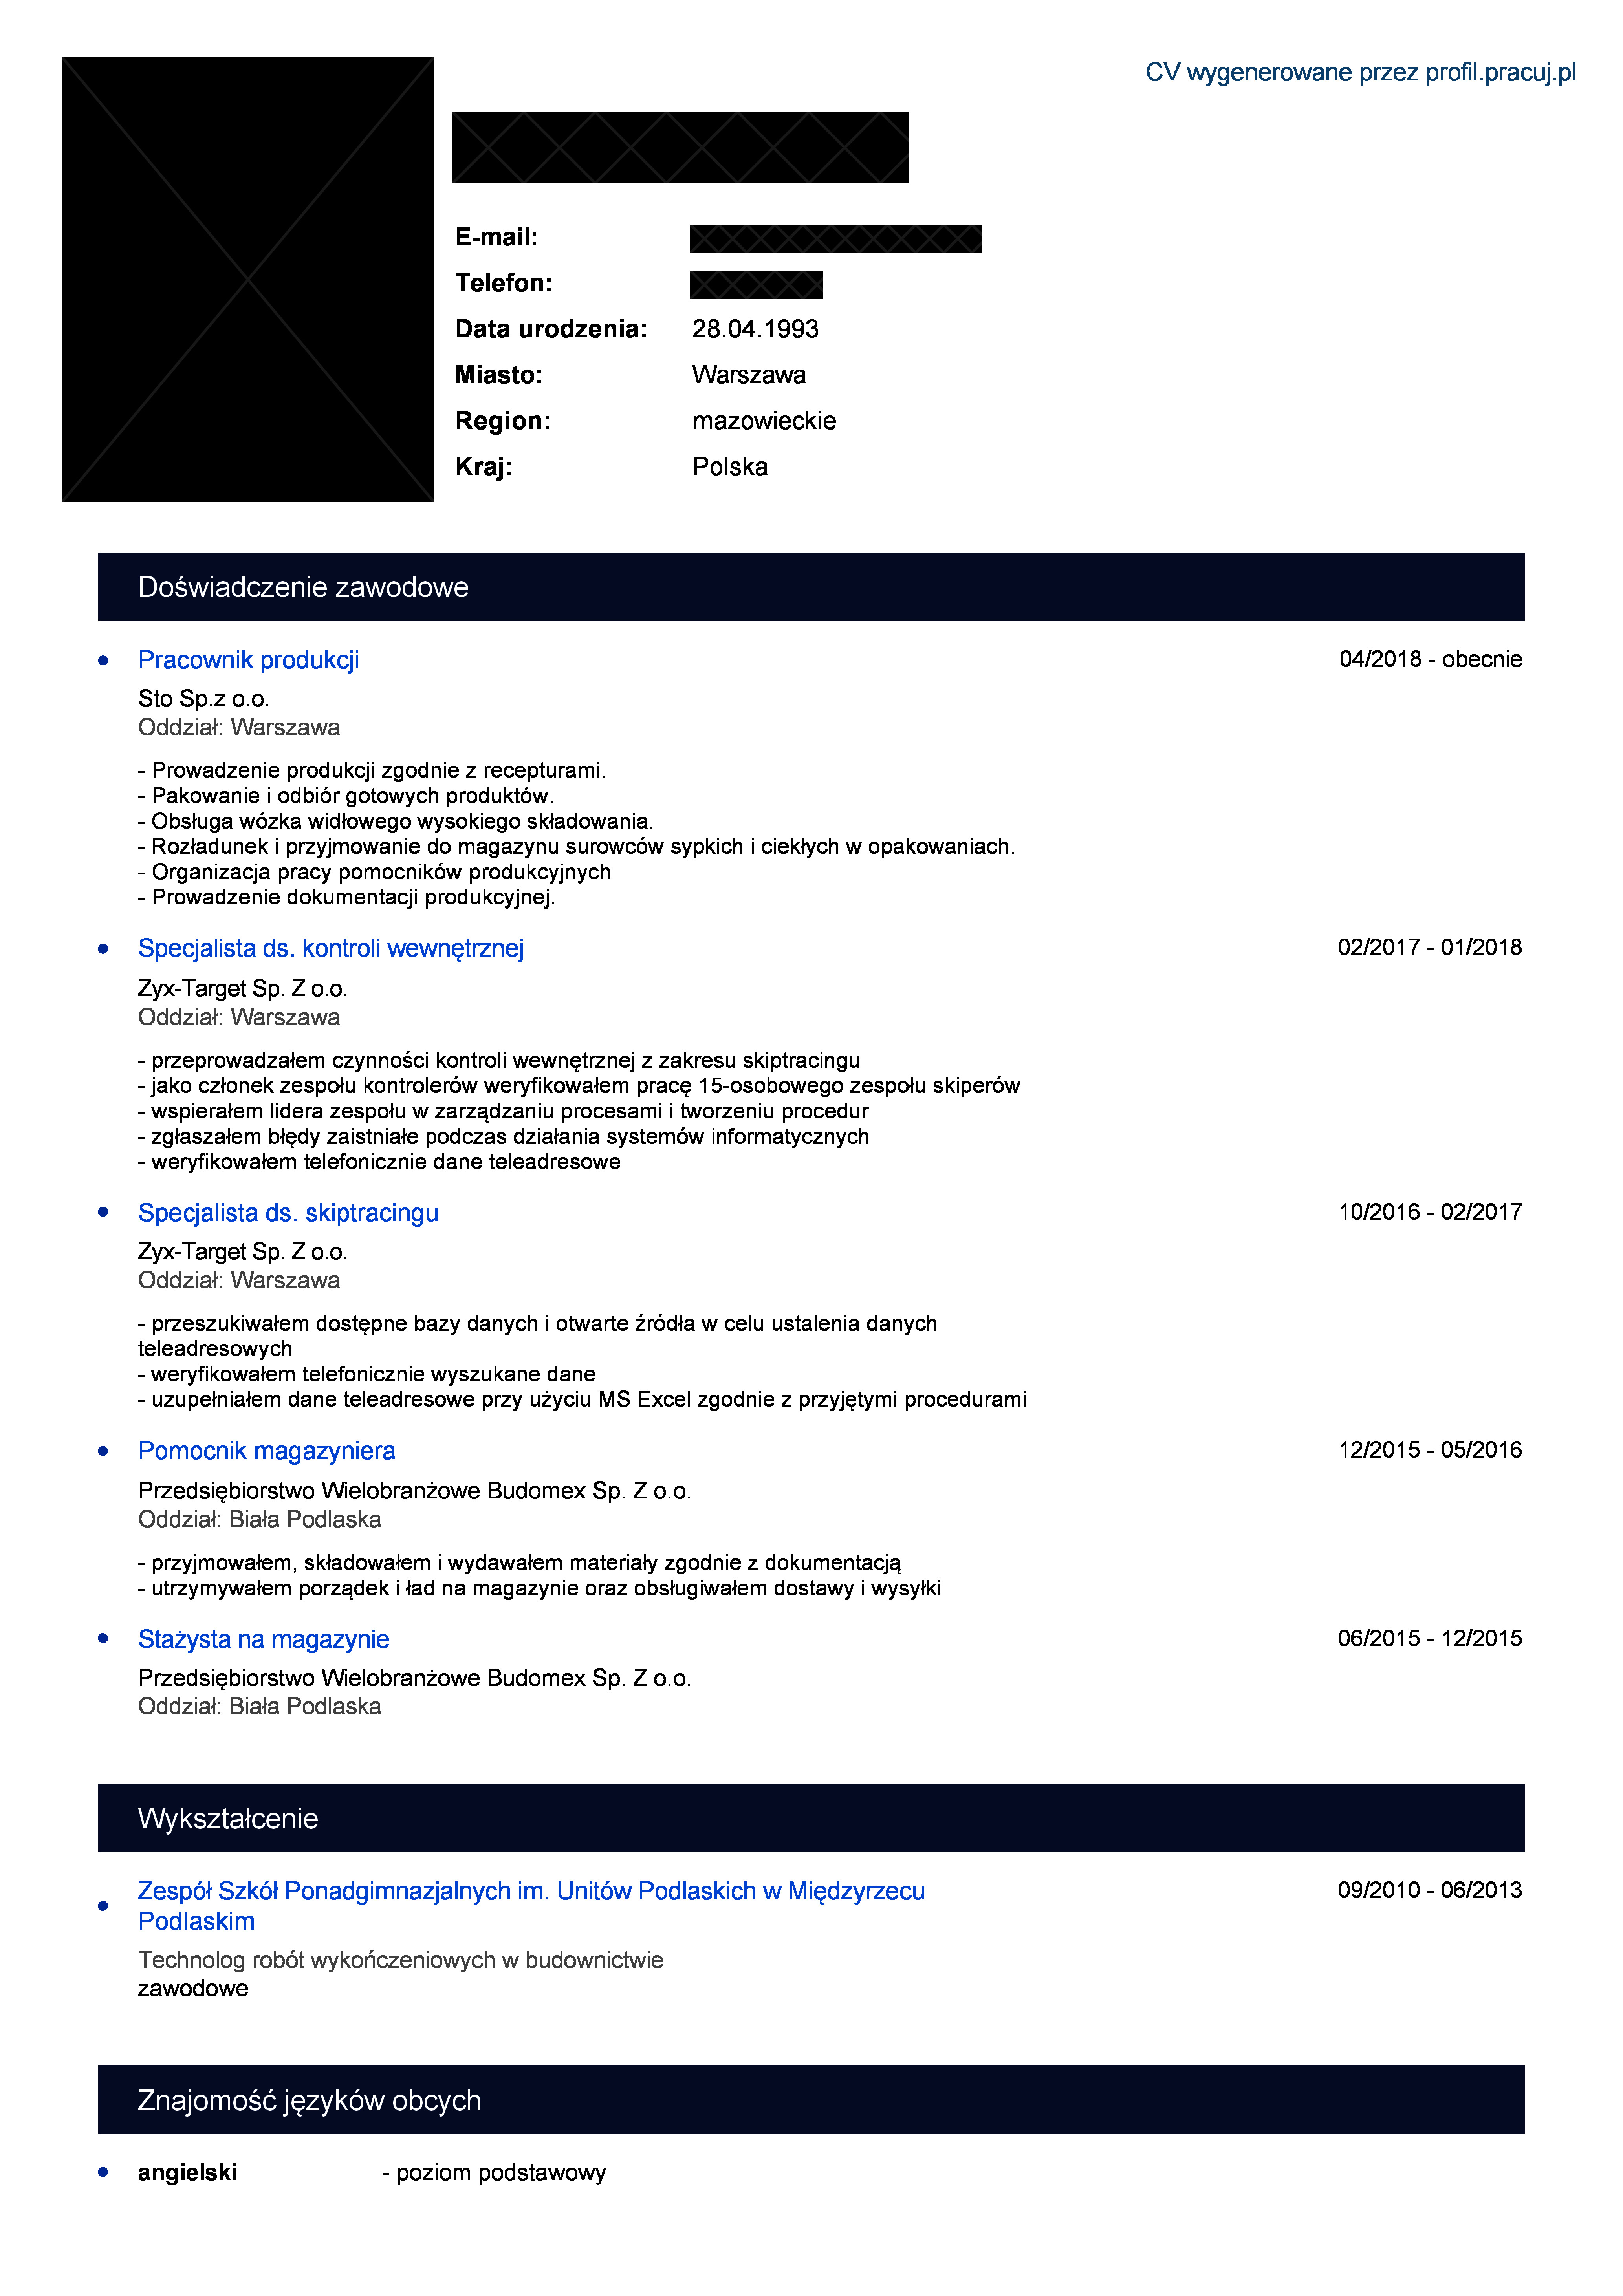 CV wygenerowane przez profil.pracuj.pl
E-mail:
Telefon:
Data urodzenia: 28.04.1993
Miasto: Warszawa
Region: mazowieckie
Kraj: Polska
Doświadczenie zawodowe
Pracownik produkcji 04/2018 - obecnie
Sto Sp.z o.o.
Oddział: Warszawa
- Prowadzenie produkcji zgodnie z recepturami.
- Pakowanie i odbiór gotowych produktów.
- Obsługa wózka widłowego wysokiego składowania.
- Rozładunek i przyjmowanie do magazynu surowców sypkich i ciekłych w opakowaniach.
- Organizacja pracy pomocników produkcyjnych
- Prowadzenie dokumentacji produkcyjnej.
Specjalista ds. kontroli wewnętrznej 02/2017 - 01/2018
Zyx-Target Sp. Z o.o.
Oddział: Warszawa
- przeprowadzałem czynności kontroli wewnętrznej z zakresu skiptracingu
- jako członek zespołu kontrolerów weryfikowałem pracę 15-osobowego zespołu skiperów
- wspierałem lidera zespołu w zarządzaniu procesami i tworzeniu procedur
- zgłaszałem błędy zaistniałe podczas działania systemów informatycznych
- weryfikowałem telefonicznie dane teleadresowe
Specjalista ds. skiptracingu 10/2016 - 02/2017
Zyx-Target Sp. Z o.o.
Oddział: Warszawa
- przeszukiwałem dostępne bazy danych i otwarte źródła w celu ustalenia danych
teleadresowych
- weryfikowałem telefonicznie wyszukane dane
- uzupełniałem dane teleadresowe przy użyciu MS Excel zgodnie z przyjętymi procedurami
Pomocnik magazyniera 12/2015 - 05/2016
Przedsiębiorstwo Wielobranżowe Budomex Sp. Z o.o.
Oddział: Biała Podlaska
- przyjmowałem, składowałem i wydawałem materiały zgodnie z dokumentacją
- utrzymywałem porządek i ład na magazynie oraz obsługiwałem dostawy i wysyłki
Stażysta na magazynie 06/2015 - 12/2015
Przedsiębiorstwo Wielobranżowe Budomex Sp. Z o.o.
Oddział: Biała Podlaska
Wykształcenie
Zespół Szkół Ponadgimnazjalnych im. Unitów Podlaskich w Międzyrzecu 09/2010 - 06/2013
Podlaskim
Technolog robót wykończeniowych w budownictwie
zawodowe
Znajomość języków obcych
angielski - poziom podstawowy